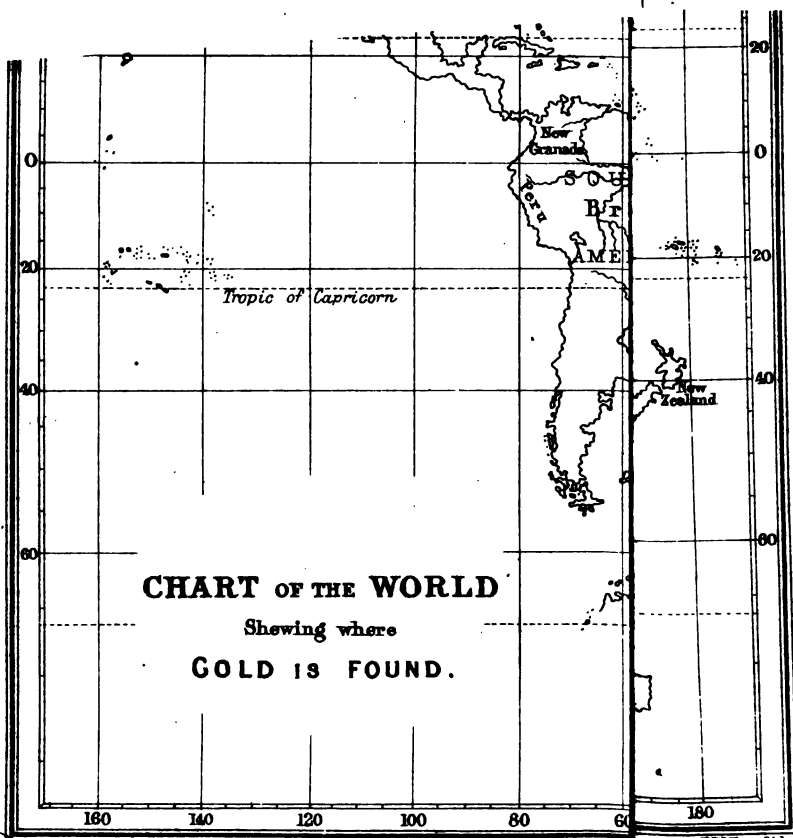 20
New
Granada
0
0
SOU
Peru
Br
20
AME
20
Tropic of Capricorn
40
40
New
Zealand
60
60
CHART OF THE WORLD
Shewing where
GOLD IS FOUND.
160
140
120
100
80
60
180